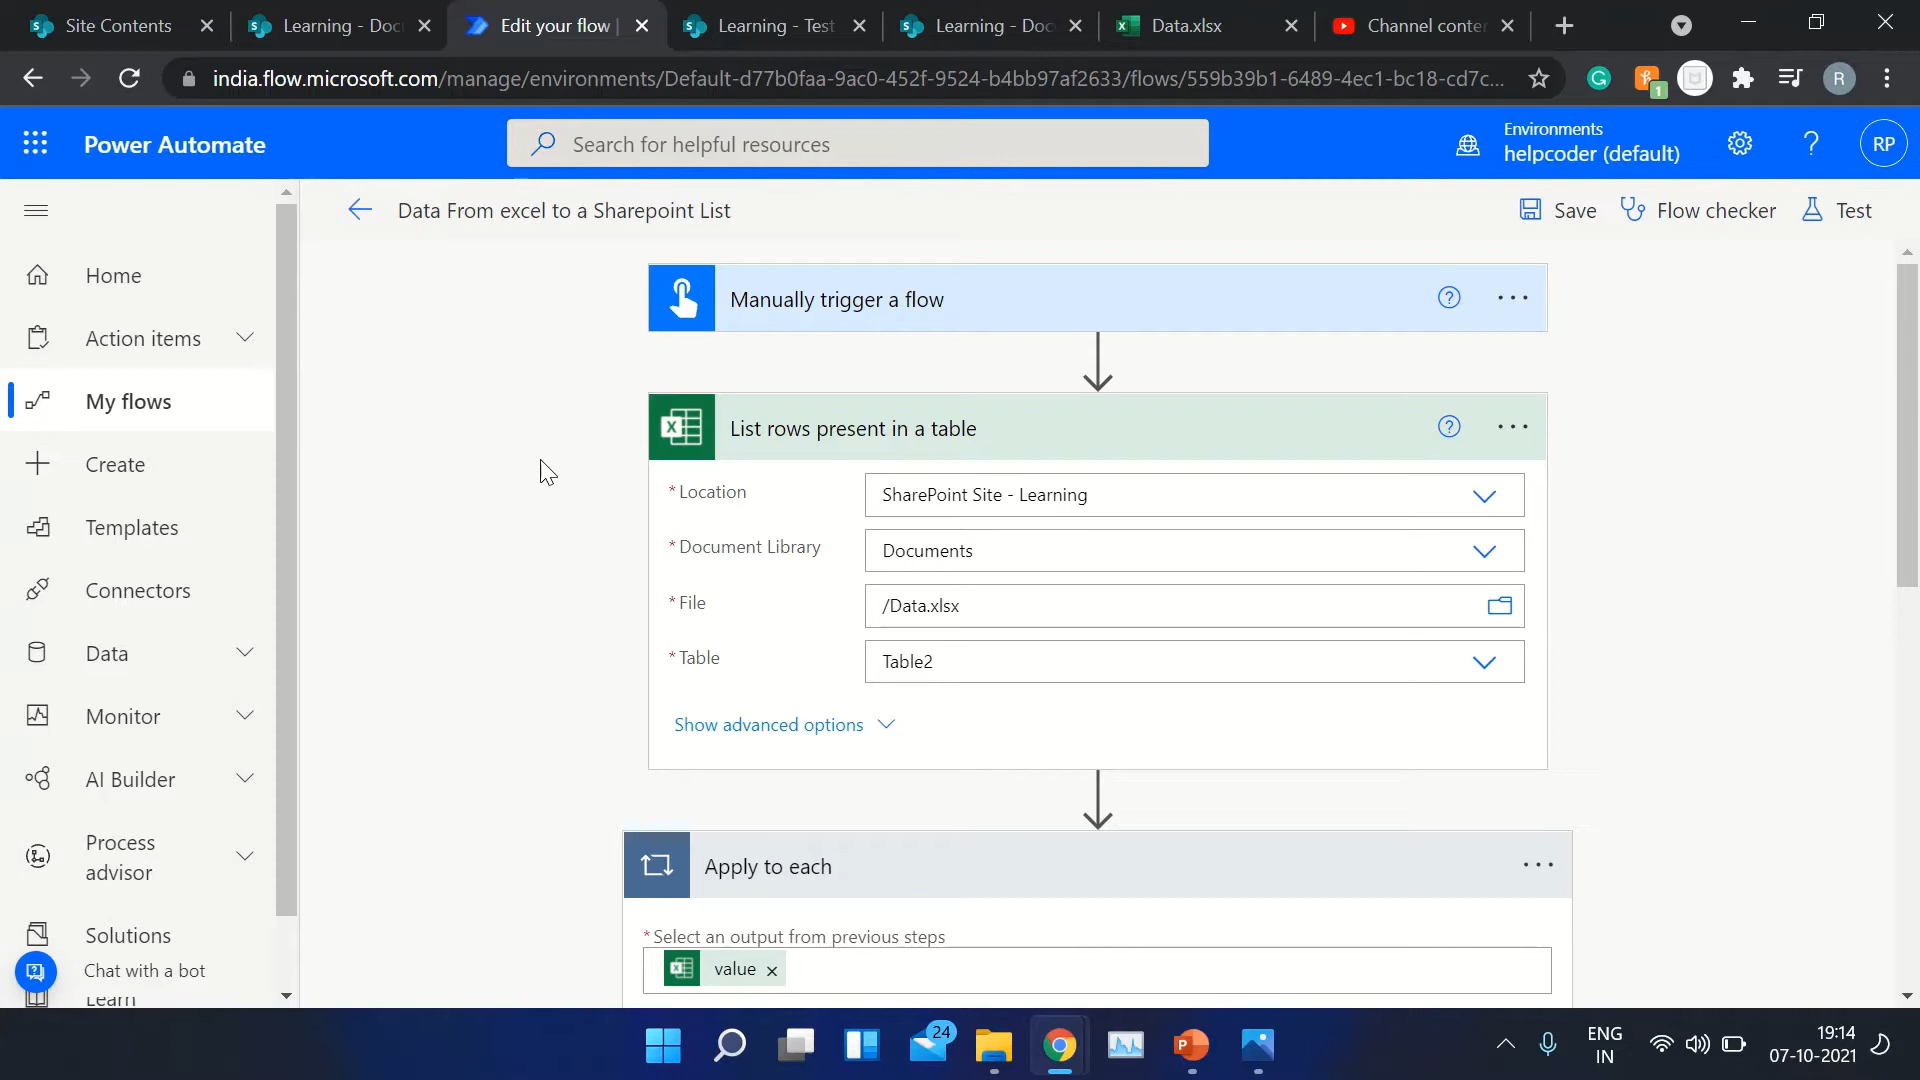 Site Contents
Learning - Doc
Edit your flow |
Learning - Test
Learning - Doc
Data.xlsx
Channel conter
india.flow.microsoft.com/manage/environments/Default-d77b0faa-9ac0-452f-9524-b4bb97af2633/flows/559b39b1-6489-4ec1-bc18-cd7c...
1
R
Power Automate
Search for helpful resources
Environments
helpcoder (default)
?
RP
Data From excel to a Sharepoint List
Save
Flow checker
Test
Home
Action items
My flows
Create
Templates
Connectors
Data
Monitor
AI Builder
Process
advisor
Solutions
Chat with a bot
Learn
Manually trigger a flow
?
List rows present in a table
?
* Location
SharePoint Site - Learning
* Document Library
Documents
* File
/Data.xlsx
* Table
Table2
Show advanced options
Apply to each
* Select an output from previous steps
value
24
ENG
IN
19:14
07-10-2021